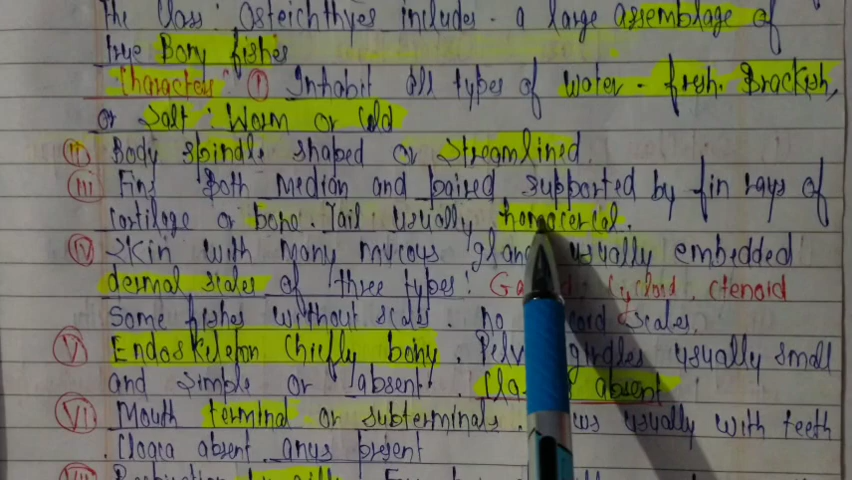 The Class: Osteichthyes includes. a large assemblage of
true Bony fishes
Characters: (i) Inhabit all types of water - fresh. Brackish,
or Salt: Warm or Cold
(ii) Body spindle shaped or streamlined.
(iii) Fins Both median and paired supported by fin rays of
cartilage or bone. Tail usually homocercal.
(iv) Skin with many mucous usually embedded
dermal scales of three types: Cycloid, ctenoid
Some fishes without scales. no scales.
(v) Endoskeleton Chiefly bony. girdles usually small
and simple or absent. absent
(vi) Mouth terminal or subterminals. usually with teeth
. Cloaca absent. anus present